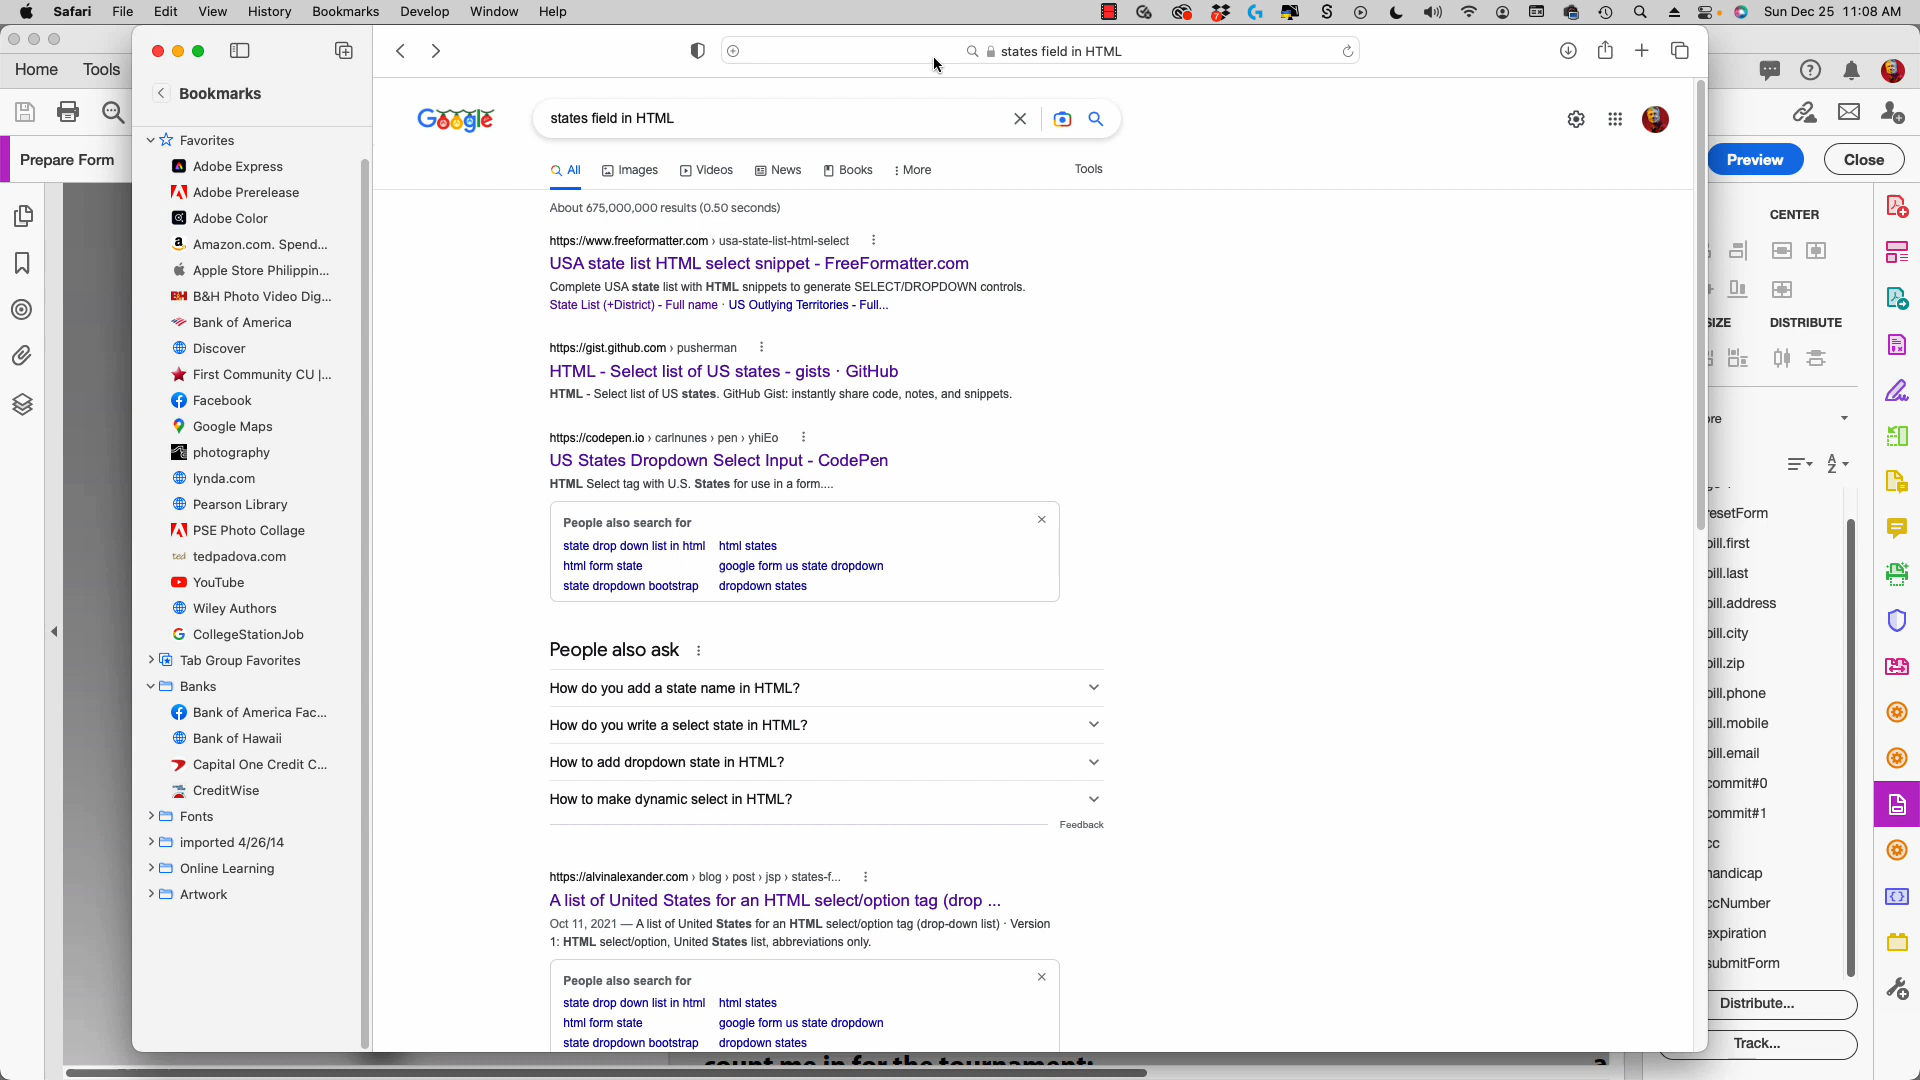 Safari File Edit View History Bookmarks Develop Window Help
Sun Dec 25 11:08 AM
Home Tools
Prepare Form
Preview
Close
Bookmarks
Favorites
Adobe Express
Adobe Prerelease
Adobe Color
Amazon.com. Spend...
Apple Store Philippin...
B&H Photo Video Dig...
Bank of America
Discover
First Community CU |...
Facebook
Google Maps
photography
lynda.com
Pearson Library
PSE Photo Collage
tedpadova.com
YouTube
Wiley Authors
CollegeStationJob
Tab Group Favorites
Banks
Bank of America Fac...
Bank of Hawaii
Capital One Credit C...
CreditWise
Fonts
imported 4/26/14
Online Learning
Artwork
states field in HTML
Google
states field in HTML
All Images Videos News Books More Tools
About 675,000,000 results (0.50 seconds)
https://www.freeformatter.com › usa-state-list-html-select
USA state list HTML select snippet - FreeFormatter.com
Complete USA state list with HTML snippets to generate SELECT/DROPDOWN controls.
State List (+District) - Full name · US Outlying Territories - Full...
https://gist.github.com › pusherman
HTML - Select list of US states - gists · GitHub
HTML - Select list of US states. GitHub Gist: instantly share code, notes, and snippets.
https://codepen.io › carlnunes › pen › yhiEo
US States Dropdown Select Input - CodePen
HTML Select tag with U.S. States for use in a form....
People also search for
state drop down list in html html states
html form state google form us state dropdown
state dropdown bootstrap dropdown states
People also ask
How do you add a state name in HTML?
How do you write a select state in HTML?
How to add dropdown state in HTML?
How to make dynamic select in HTML?
Feedback
https://alvinalexander.com › blog › post › jsp › states-f...
A list of United States for an HTML select/option tag (drop ...
Oct 11, 2021 — A list of United States for an HTML select/option tag (drop-down list) · Version
1: HTML select/option, United States list, abbreviations only.
People also search for
state drop down list in html html states
html form state google form us state dropdown
state dropdown bootstrap dropdown states
CENTER
SIZE DISTRIBUTE
resetForm
bill.first
bill.last
bill.address
bill.city
bill.zip
bill.phone
bill.mobile
bill.email
commit#0
commit#1
cc
handicap
ccNumber
expiration
submitForm
Distribute...
Track...
count me in for the tournament: